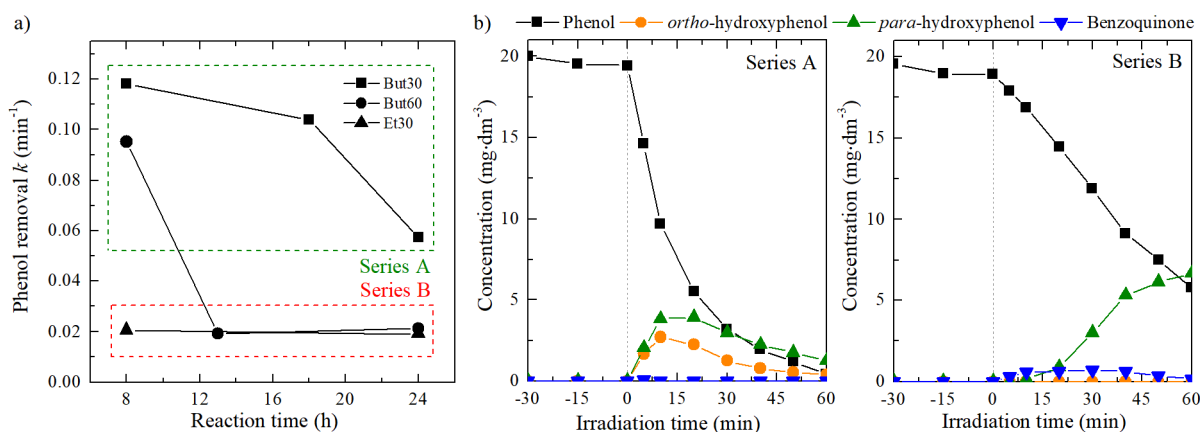 a)
Phenol removal k (min⁻¹)
0.12
0.10
0.08
0.06
0.04
0.02
0.00
But30
But60
Et30
Series A
Series B
8
12
16
20
24
Reaction time (h)
b)
Phenol ortho-hydroxyphenol para-hydroxyphenol Benzoquinone
Concentration (mg·dm⁻³)
20
15
10
5
0
Series A
-30 -15 0 15 30 45 60
Irradiation time (min)
Concentration (mg·dm⁻³)
20
15
10
5
0
Series B
-30 -15 0 15 30 45 60
Irradiation time (min)